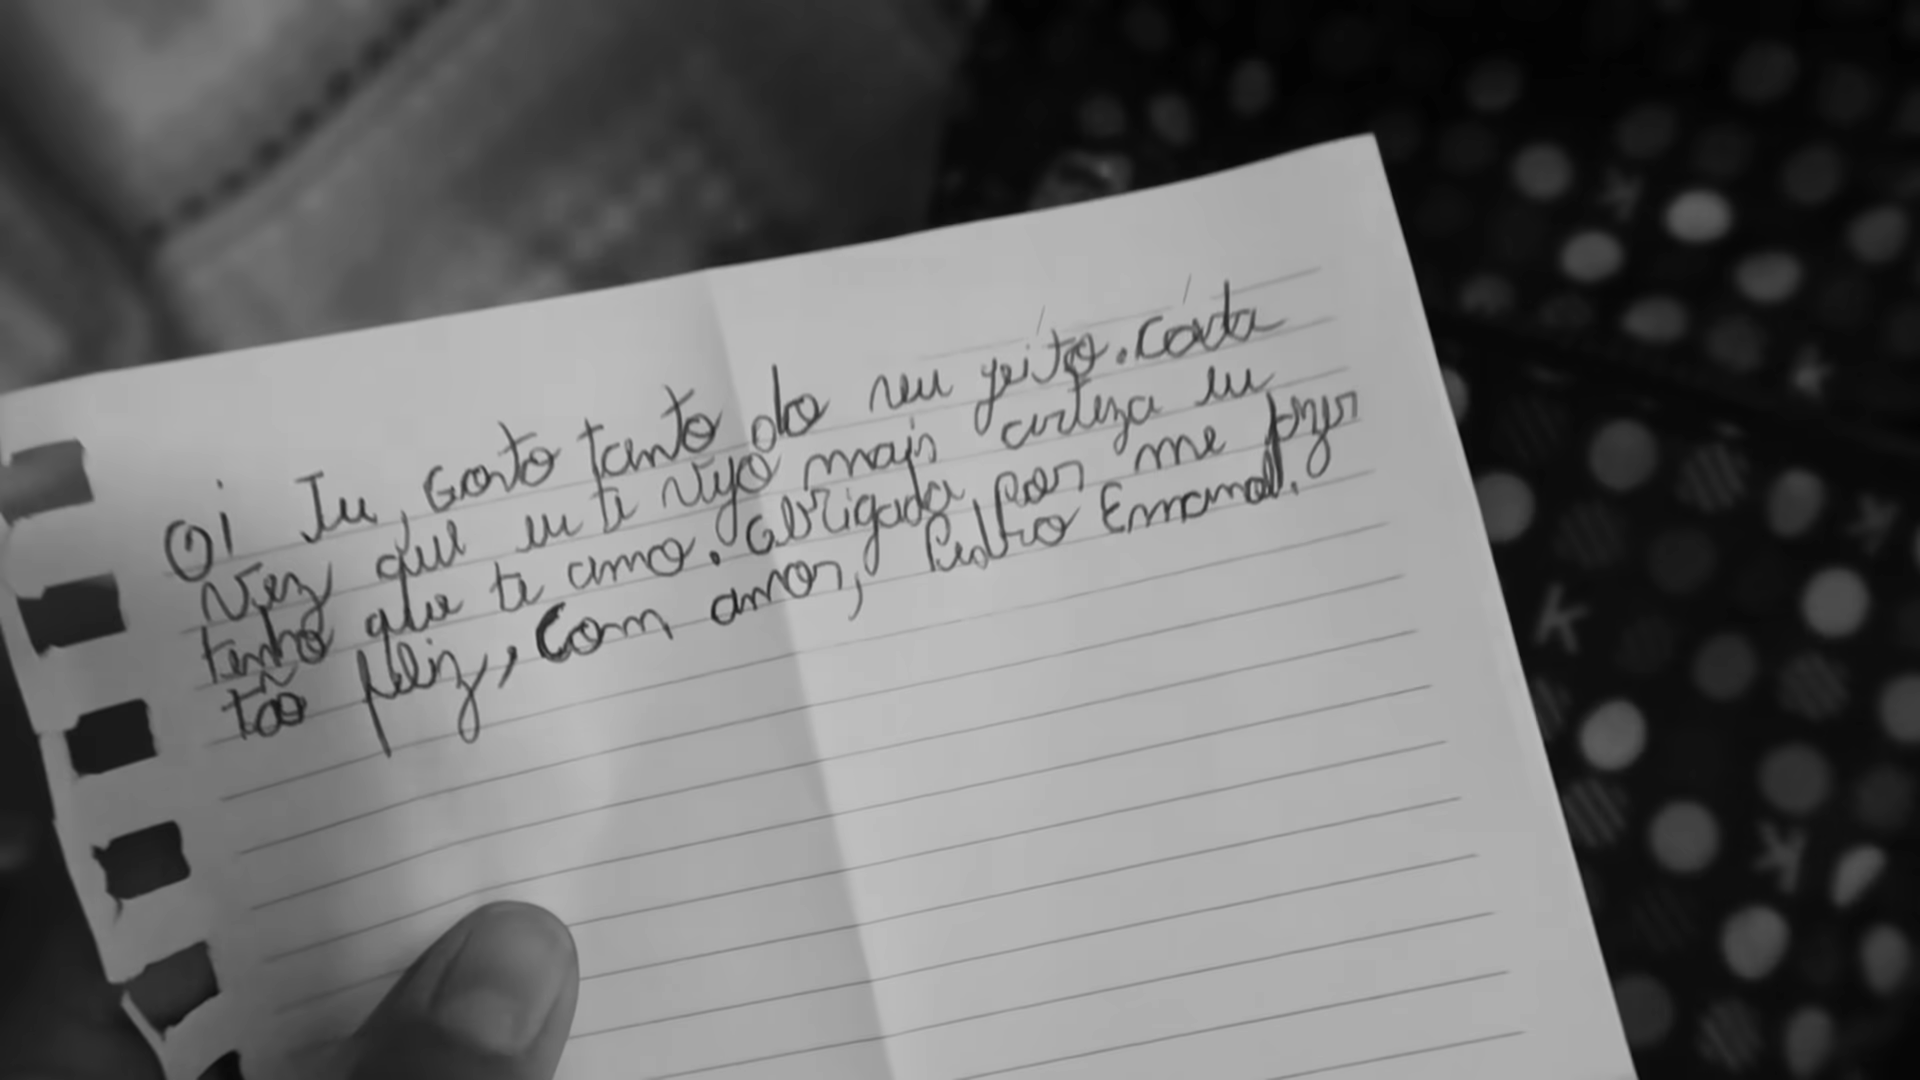 Oi Ju, Gosto tanto do seu jeito. Cada
vez que eu te vejo mais certeza eu
tenho que te amo. Obrigada, por me fazer
tão feliz, Com amor, Pedro Emanoel.
K